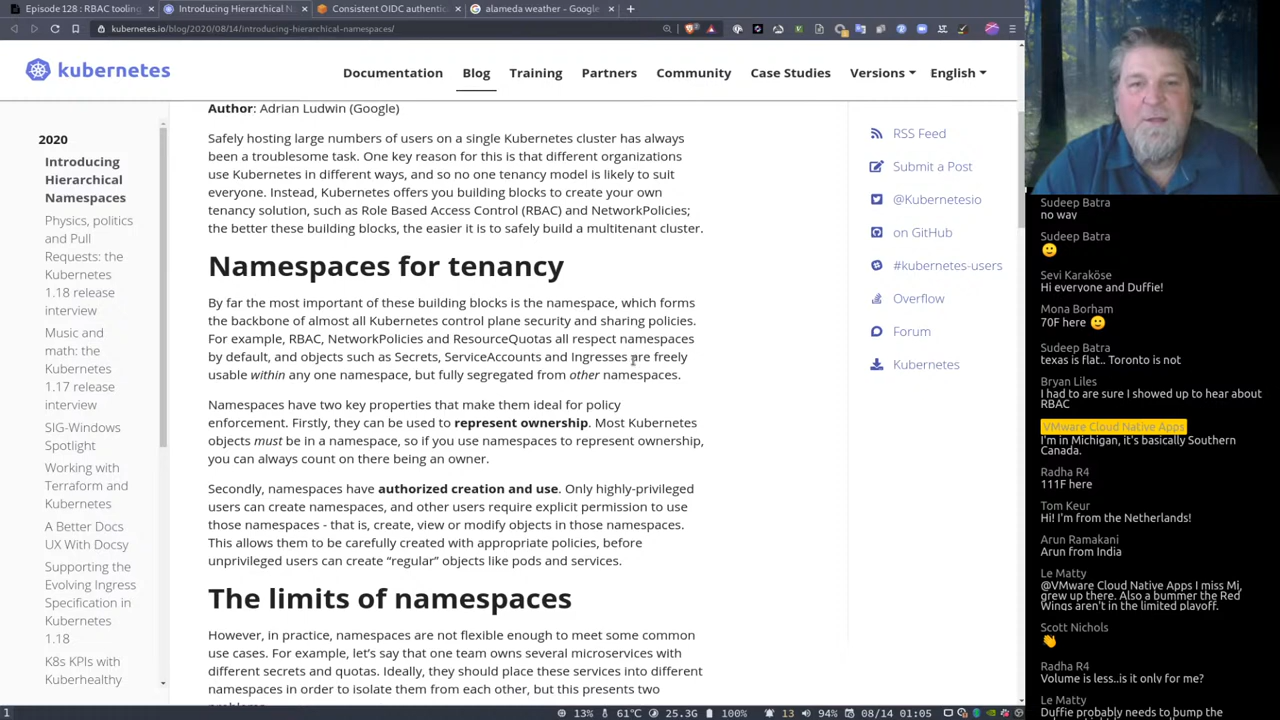 Episode 128 : RBAC tooling
Introducing Hierarchical N
Consistent OIDC authentic
alameda weather - Google
kubernetes.io/blog/2020/08/14/introducing-hierarchical-namespaces/
kubernetes
Documentation
Blog
Training
Partners
Community
Case Studies
Versions
English
2020
Introducing
Hierarchical
Namespaces
Physics, politics
and Pull
Requests: the
Kubernetes
1.18 release
interview
Music and
math: the
Kubernetes
1.17 release
interview
SIG-Windows
Spotlight
Working with
Terraform and
Kubernetes
A Better Docs
UX With Docsy
Supporting the
Evolving Ingress
Specification in
Kubernetes
1.18
K8s KPIs with
Kuberhealthy
Author: Adrian Ludwin (Google)
Safely hosting large numbers of users on a single Kubernetes cluster has always
been a troublesome task. One key reason for this is that different organizations
use Kubernetes in different ways, and so no one tenancy model is likely to suit
everyone. Instead, Kubernetes offers you building blocks to create your own
tenancy solution, such as Role Based Access Control (RBAC) and NetworkPolicies;
the better these building blocks, the easier it is to safely build a multitenant cluster.
Namespaces for tenancy
By far the most important of these building blocks is the namespace, which forms
the backbone of almost all Kubernetes control plane security and sharing policies.
For example, RBAC, NetworkPolicies and ResourceQuotas all respect namespaces
by default, and objects such as Secrets, ServiceAccounts and Ingresses are freely
usable within any one namespace, but fully segregated from other namespaces.
Namespaces have two key properties that make them ideal for policy
enforcement. Firstly, they can be used to represent ownership. Most Kubernetes
objects must be in a namespace, so if you use namespaces to represent ownership,
you can always count on there being an owner.
Secondly, namespaces have authorized creation and use. Only highly-privileged
users can create namespaces, and other users require explicit permission to use
those namespaces - that is, create, view or modify objects in those namespaces.
This allows them to be carefully created with appropriate policies, before
unprivileged users can create “regular” objects like pods and services.
The limits of namespaces
However, in practice, namespaces are not flexible enough to meet some common
use cases. For example, let’s say that one team owns several microservices with
different secrets and quotas. Ideally, they should place these services into different
namespaces in order to isolate them from each other, but this presents two
RSS Feed
Submit a Post
@Kubernetesio
on GitHub
#kubernetes-users
Overflow
Forum
Kubernetes
Sudeep Batra
no way
Sudeep Batra
🙂
Sevi Karaköse
Hi everyone and Duffie!
Mona Borham
70F here 🙂
Sudeep Batra
texas is flat.. Toronto is not
Bryan Liles
I had to are sure I showed up to hear about
RBAC
VMware Cloud Native Apps
I'm in Michigan, it's basically Southern
Canada.
Radha R4
111F here
Tom Keur
Hi! I'm from the Netherlands!
Arun Ramakani
Arun from India
Le Matty
@VMware Cloud Native Apps I miss Mi,
grew up there. Also a bummer the Red
Wings aren't in the limited playoff.
Scott Nichols
👏
Radha R4
Volume is less..is it only for me?
Le Matty
Duffie probably needs to bump the
1
13%
61°C
25.3G
100%
13
94%
08/14 01:05